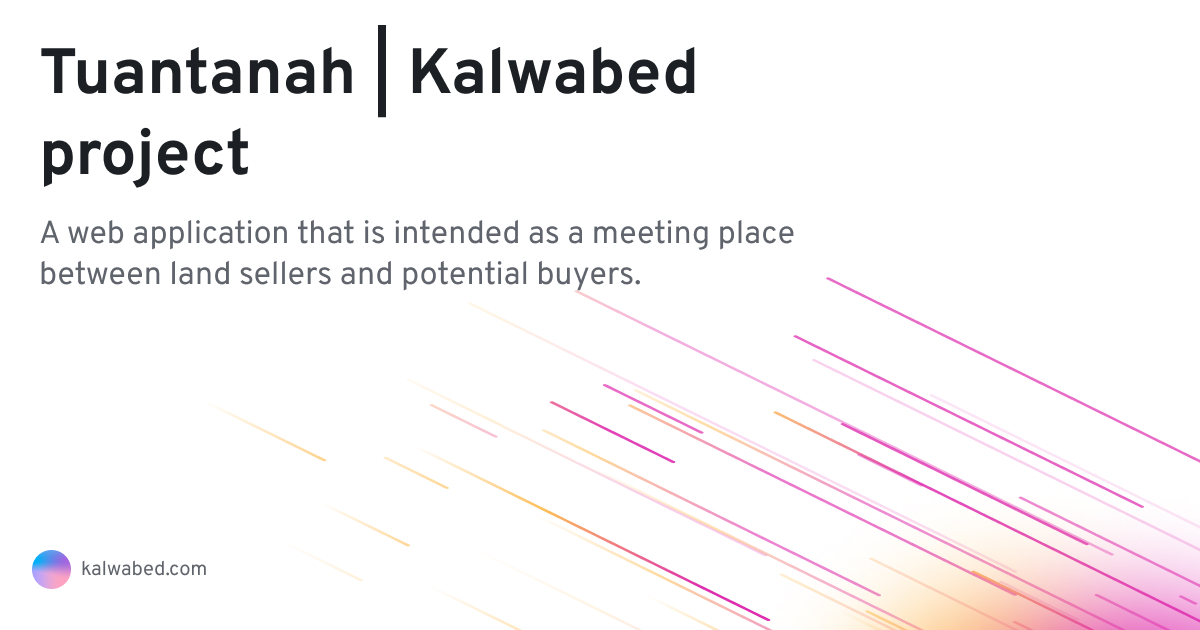 Tuantanah | Kalwabed
project
A web application that is intended as a meeting place
between land sellers and potential buyers.
kalwabed.com